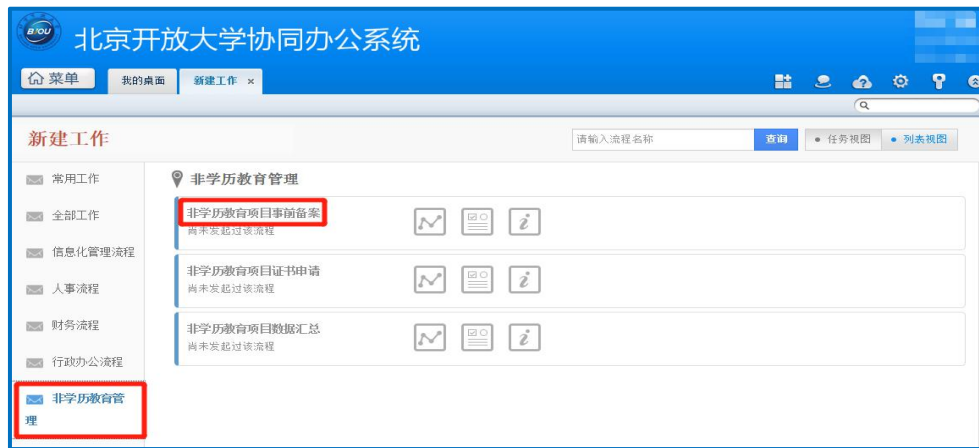 BJOU
北京开放大学协同办公系统
菜单 我的桌面 新建工作 ×
新建工作
请输入流程名称 查询 任务视图 列表视图
常用工作
全部工作
信息化管理流程
人事流程
财务流程
行政办公流程
非学历教育管
理
非学历教育管理
非学历教育项目事前备案
尚未发起过该流程
非学历教育项目证书申请
尚未发起过该流程
非学历教育项目数据汇总
尚未发起过该流程